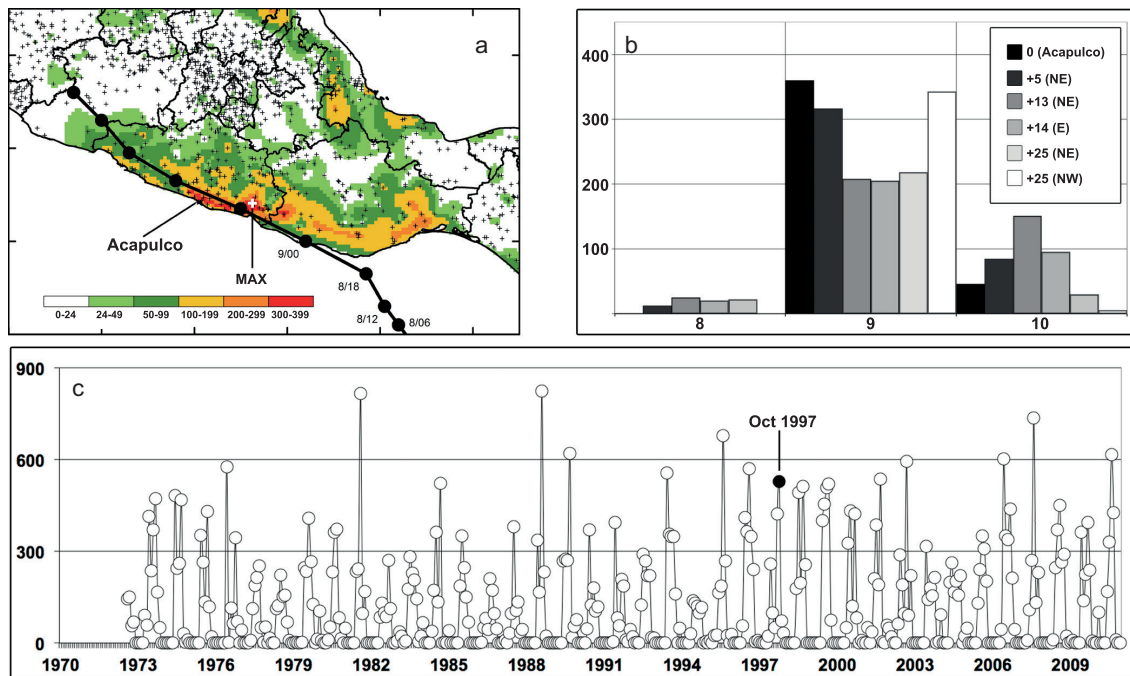 a
Acapulco
MAX
9/00
8/18
8/12
8/06
0-24 24-49 50-99 100-199 200-299 300-399
b
400
300
200
100
8 9 10
0 (Acapulco)
+5 (NE)
+13 (NE)
+14 (E)
+25 (NE)
+25 (NW)
c
900
600
300
0
Oct 1997
1970 1973 1976 1979 1982 1985 1988 1991 1994 1997 2000 2003 2006 2009